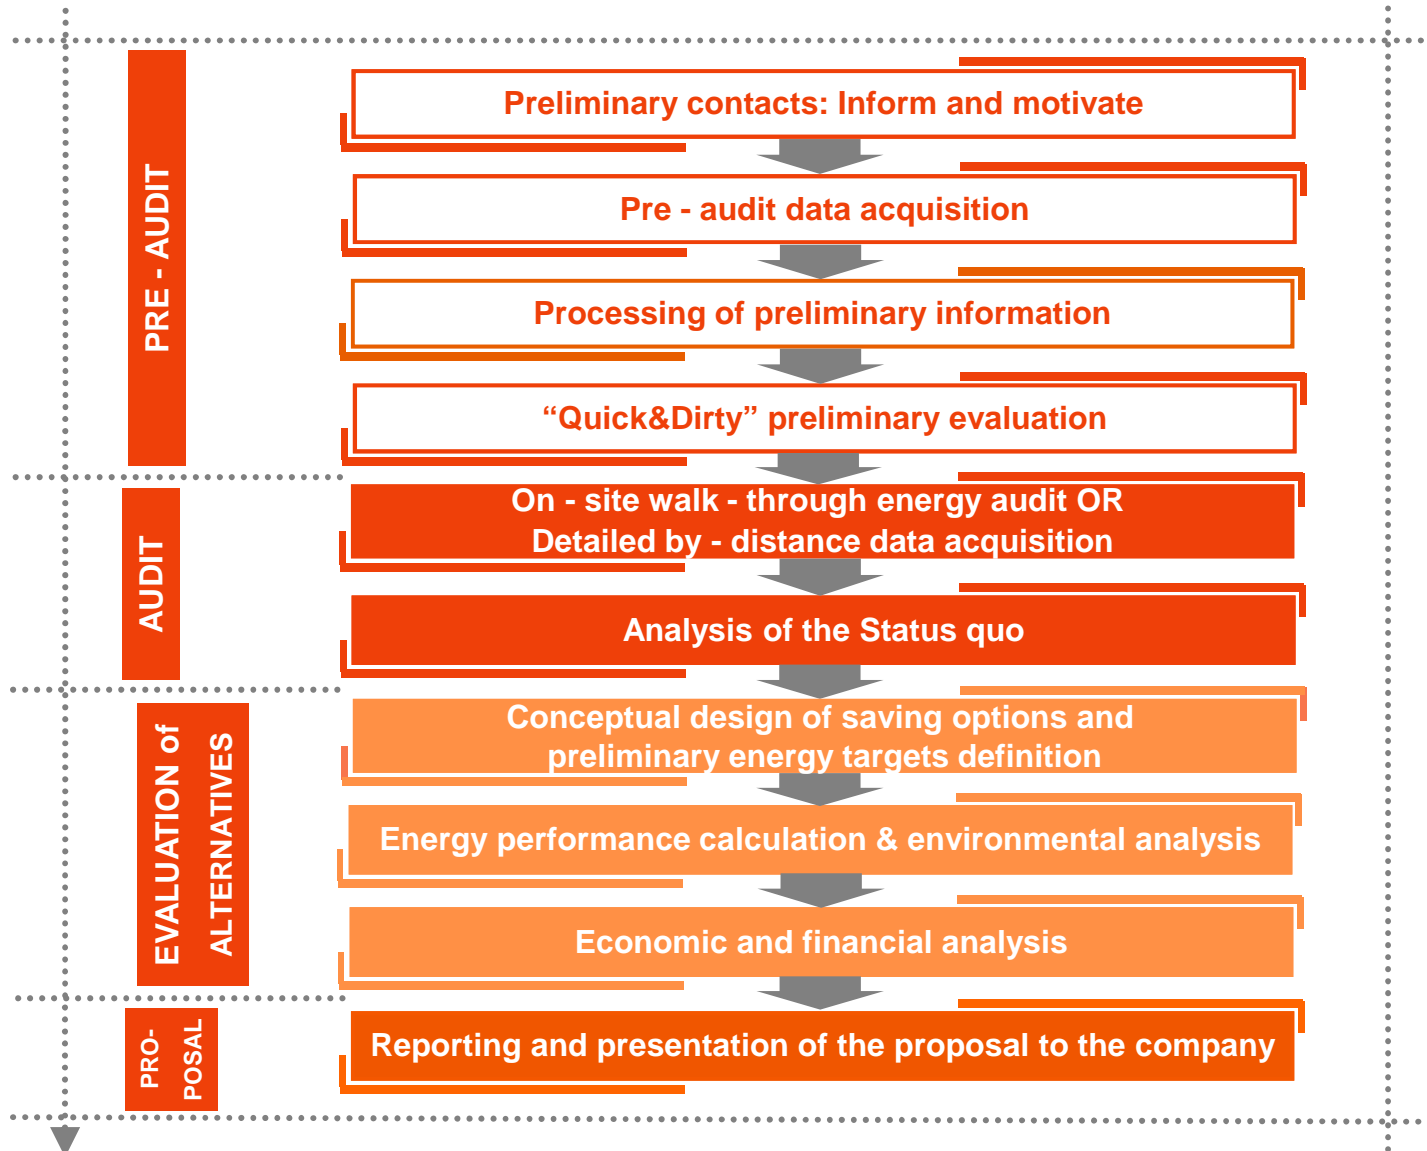 PRE - AUDIT
Preliminary contacts: Inform and motivate
Pre - audit data acquisition
Processing of preliminary information
“Quick&Dirty” preliminary evaluation
AUDIT
On - site walk - through energy audit OR
Detailed by - distance data acquisition
Analysis of the Status quo
EVALUATION of
ALTERNATIVES
Conceptual design of saving options and
preliminary energy targets definition
Energy performance calculation & environmental analysis
Economic and financial analysis
PRO-
POSAL
Reporting and presentation of the proposal to the company